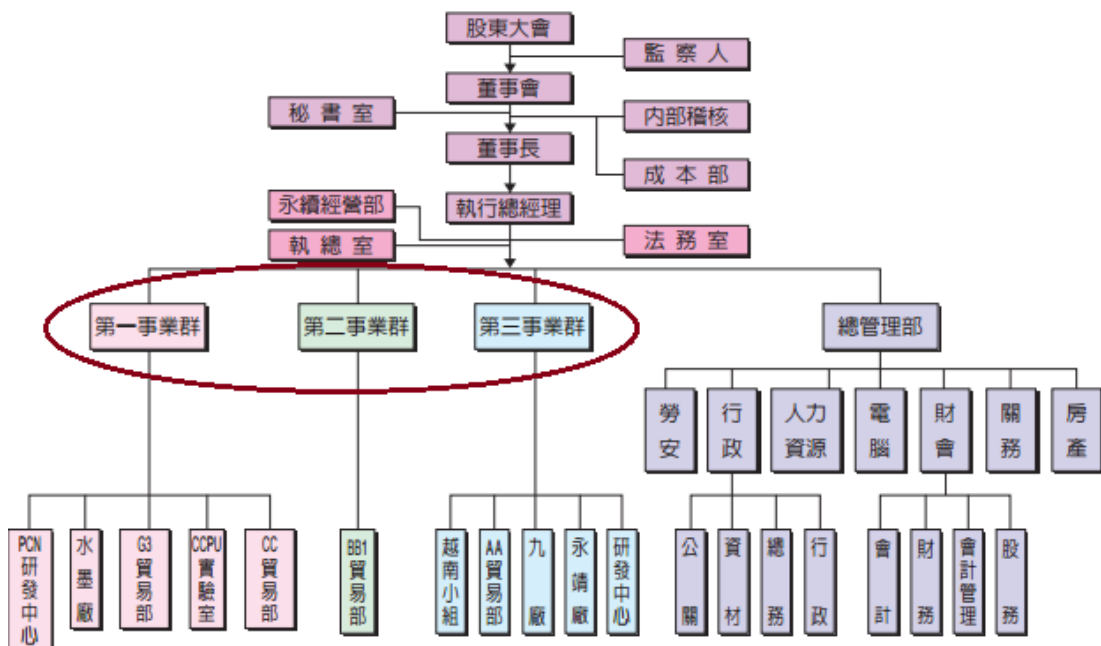 股東大會
監察人
董事會
秘書室
內部稽核
董事長
成本部
永續經營部
執行總經理
執總室
法務室
第一事業群
第二事業群
第三事業群
總管理部
勞安
行政
人力資源
電腦
財會
關務
房產
PCN研發中心
水墨廠
G3貿易部
CCPU實驗室
CC貿易部
BB1貿易部
越南小組
AA貿易部
九廠
永靖廠
研發中心
公關
資材
總務
行政
會計
財務
會計管理
股務